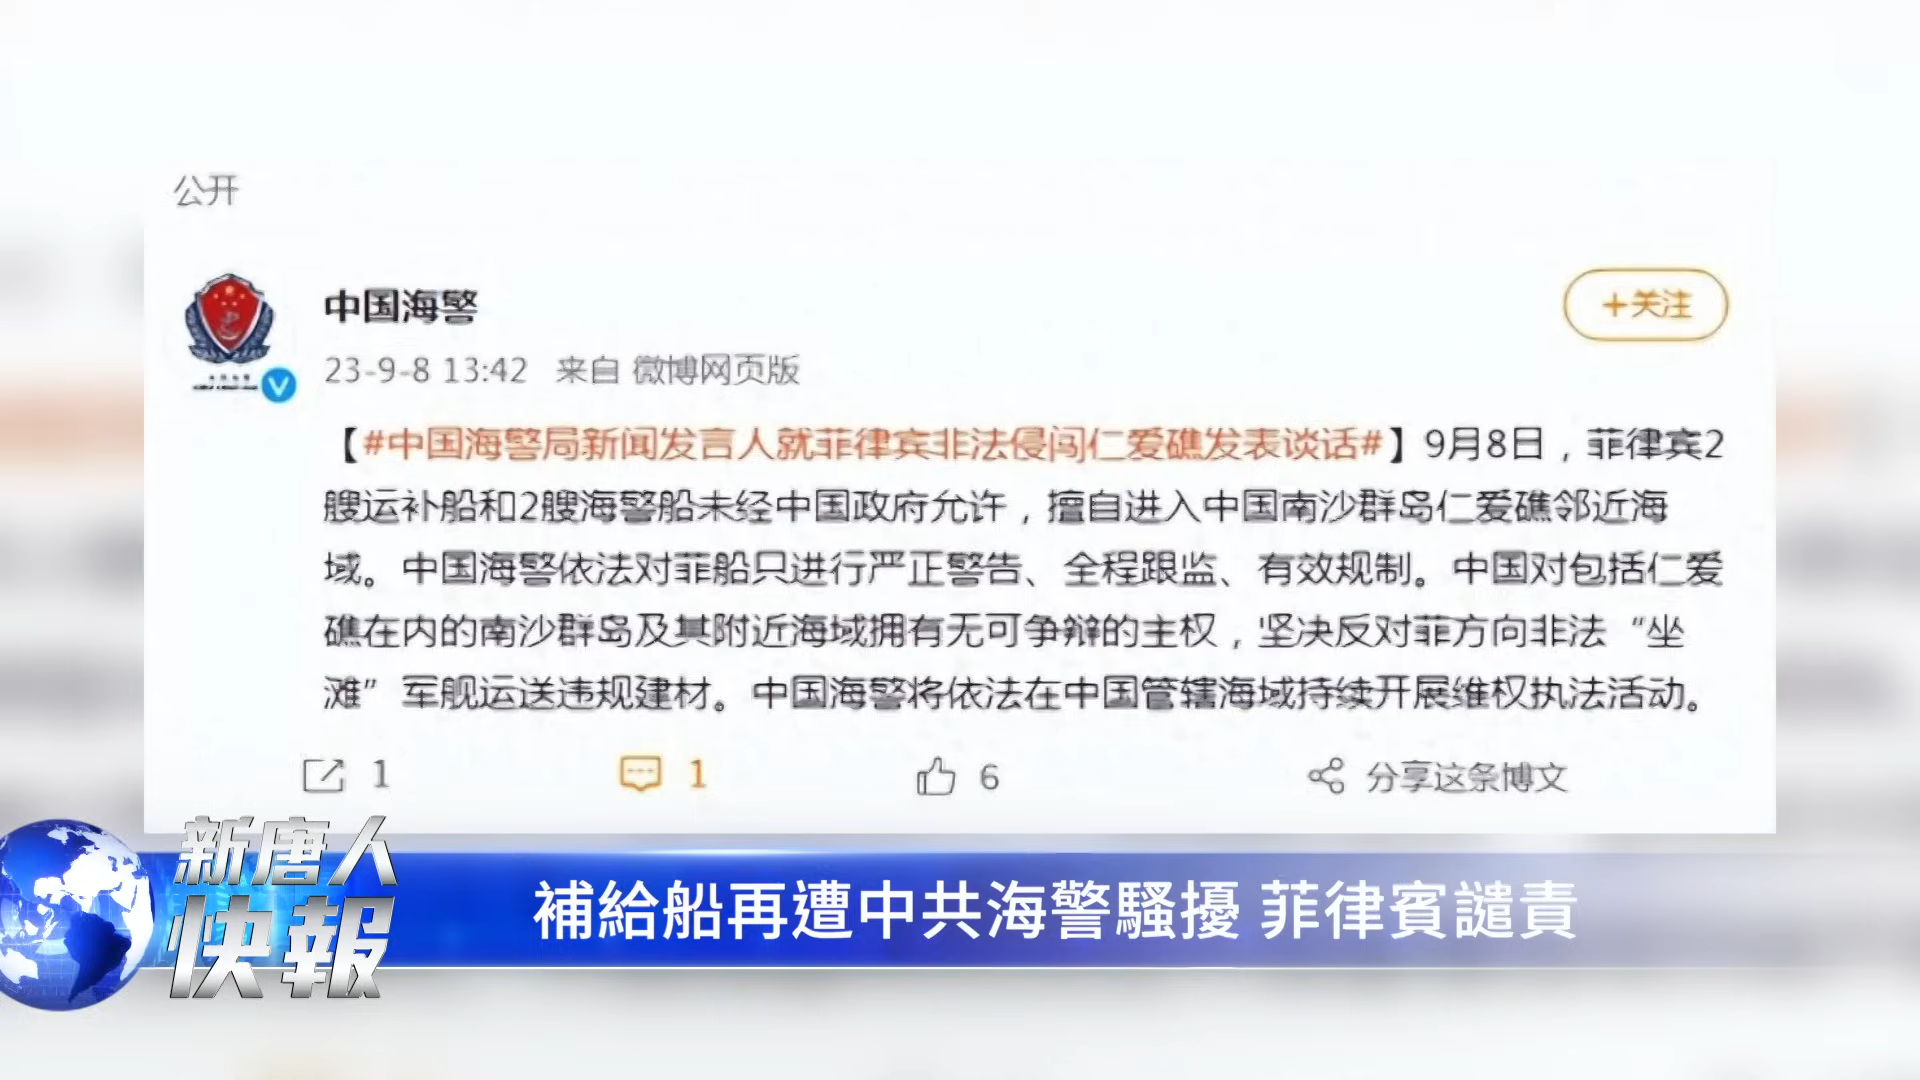 公开
中国海警
+关注
23-9-8 13:42 来自 微博网页版
【#中国海警局新闻发言人就菲律宾非法侵闯仁爱礁发表谈话#】9月8日，菲律宾2
艘运补船和2艘海警船未经中国政府允许，擅自进入中国南沙群岛仁爱礁邻近海
域。中国海警依法对菲船只进行严正警告、全程跟监、有效规制。中国对包括仁爱
礁在内的南沙群岛及其附近海域拥有无可争辩的主权，坚决反对菲方向非法“坐
滩”军舰运送违规建材。中国海警将依法在中国管辖海域持续开展维权执法活动。
1
1
6
分享这条博文
新唐人
快報
補給船再遭中共海警騷擾 菲律賓譴責